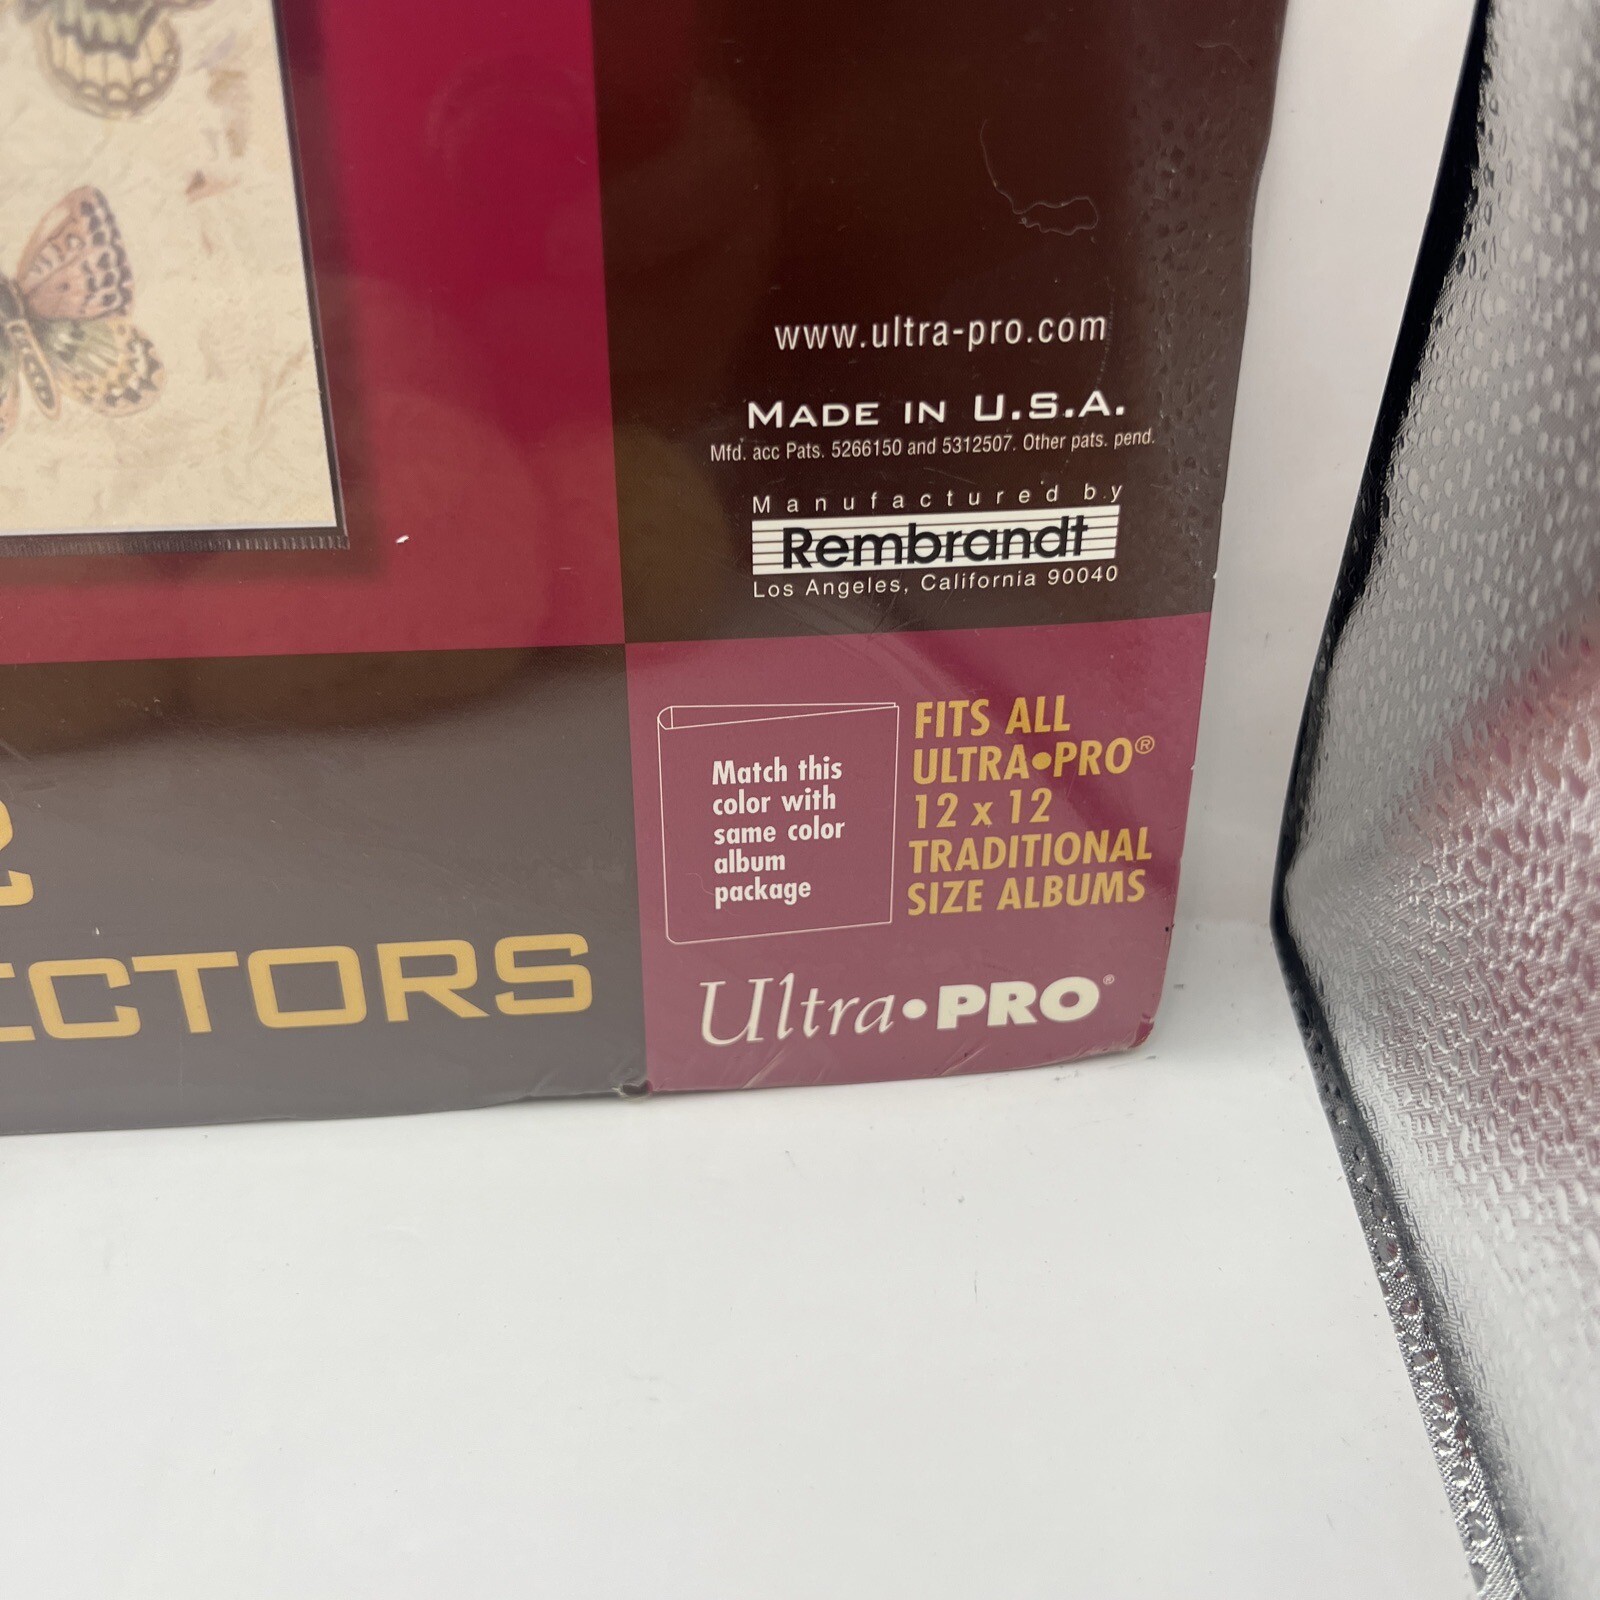 www.ultra-pro.com
MADE IN U.S.A.
Mfd. acc Pats. 5266150 and 5312507. Other pats. pend.
Manufactured by
Rembrandt
Los Angeles, California 90040
Match this
color with
same color
album
package
FITS ALL
ULTRA•PRO®
12 x 12
TRADITIONAL
SIZE ALBUMS
2
ECTORS
Ultra•PRO®